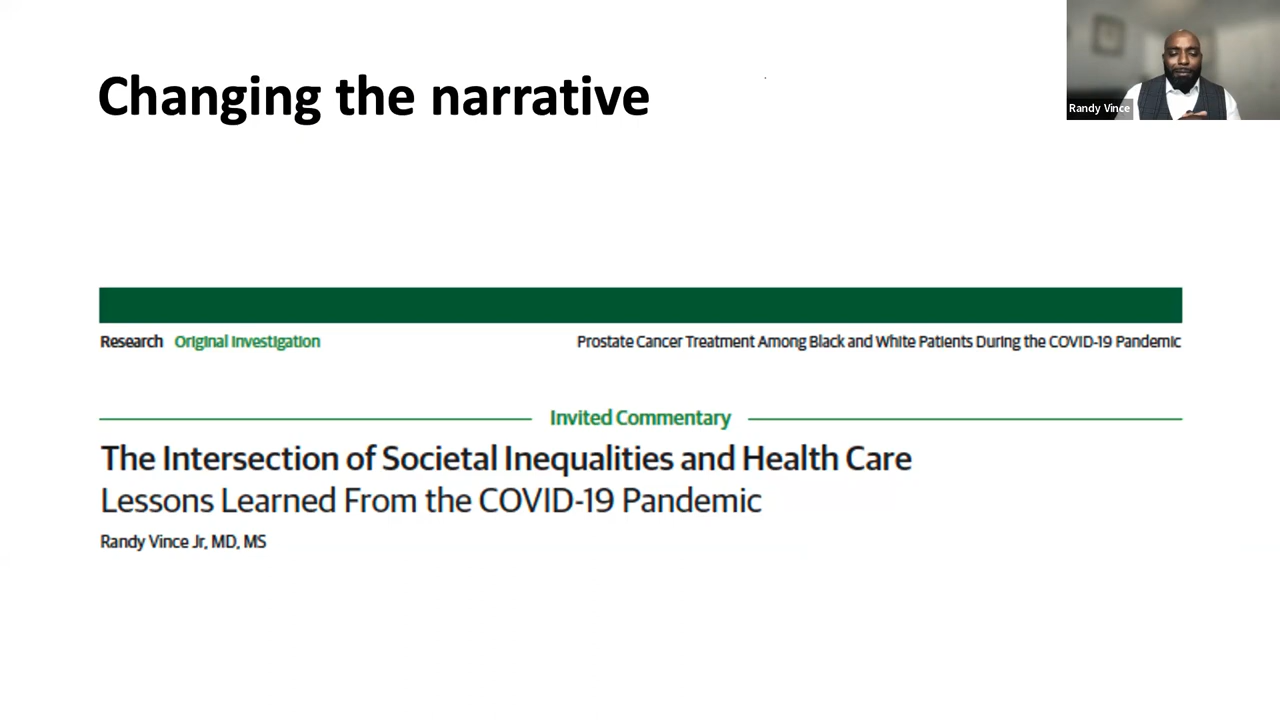 Changing the narrative
Randy Vince
Research Original Investigation
Prostate Cancer Treatment Among Black and White Patients During the COVID-19 Pandemic
Invited Commentary
The Intersection of Societal Inequalities and Health Care
Lessons Learned From the COVID-19 Pandemic
Randy Vince Jr, MD, MS